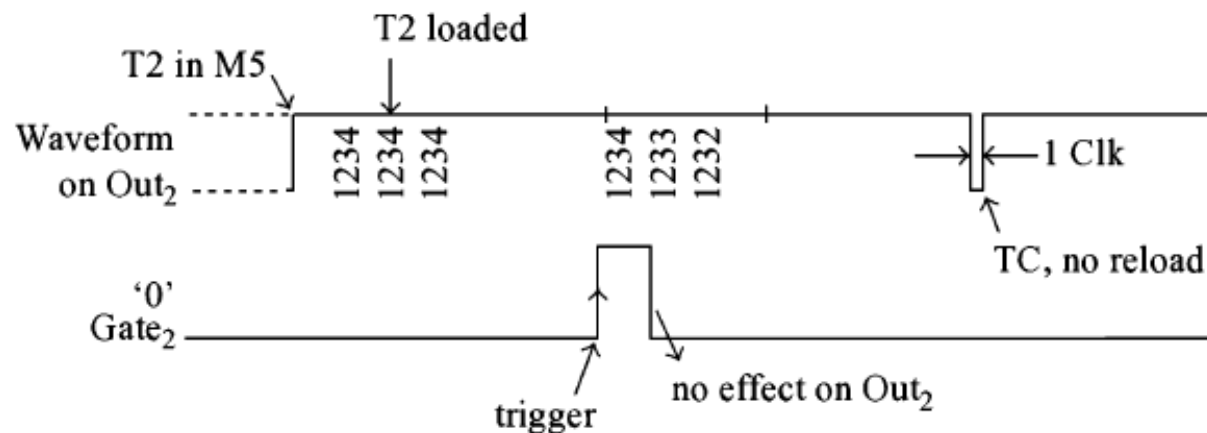 T2 loaded
T2 in M5
Waveform
on Out₂
1234
1234
1234
1234
1233
1232
1 Clk
TC, no reload
‘0’
Gate₂
no effect on Out₂
trigger